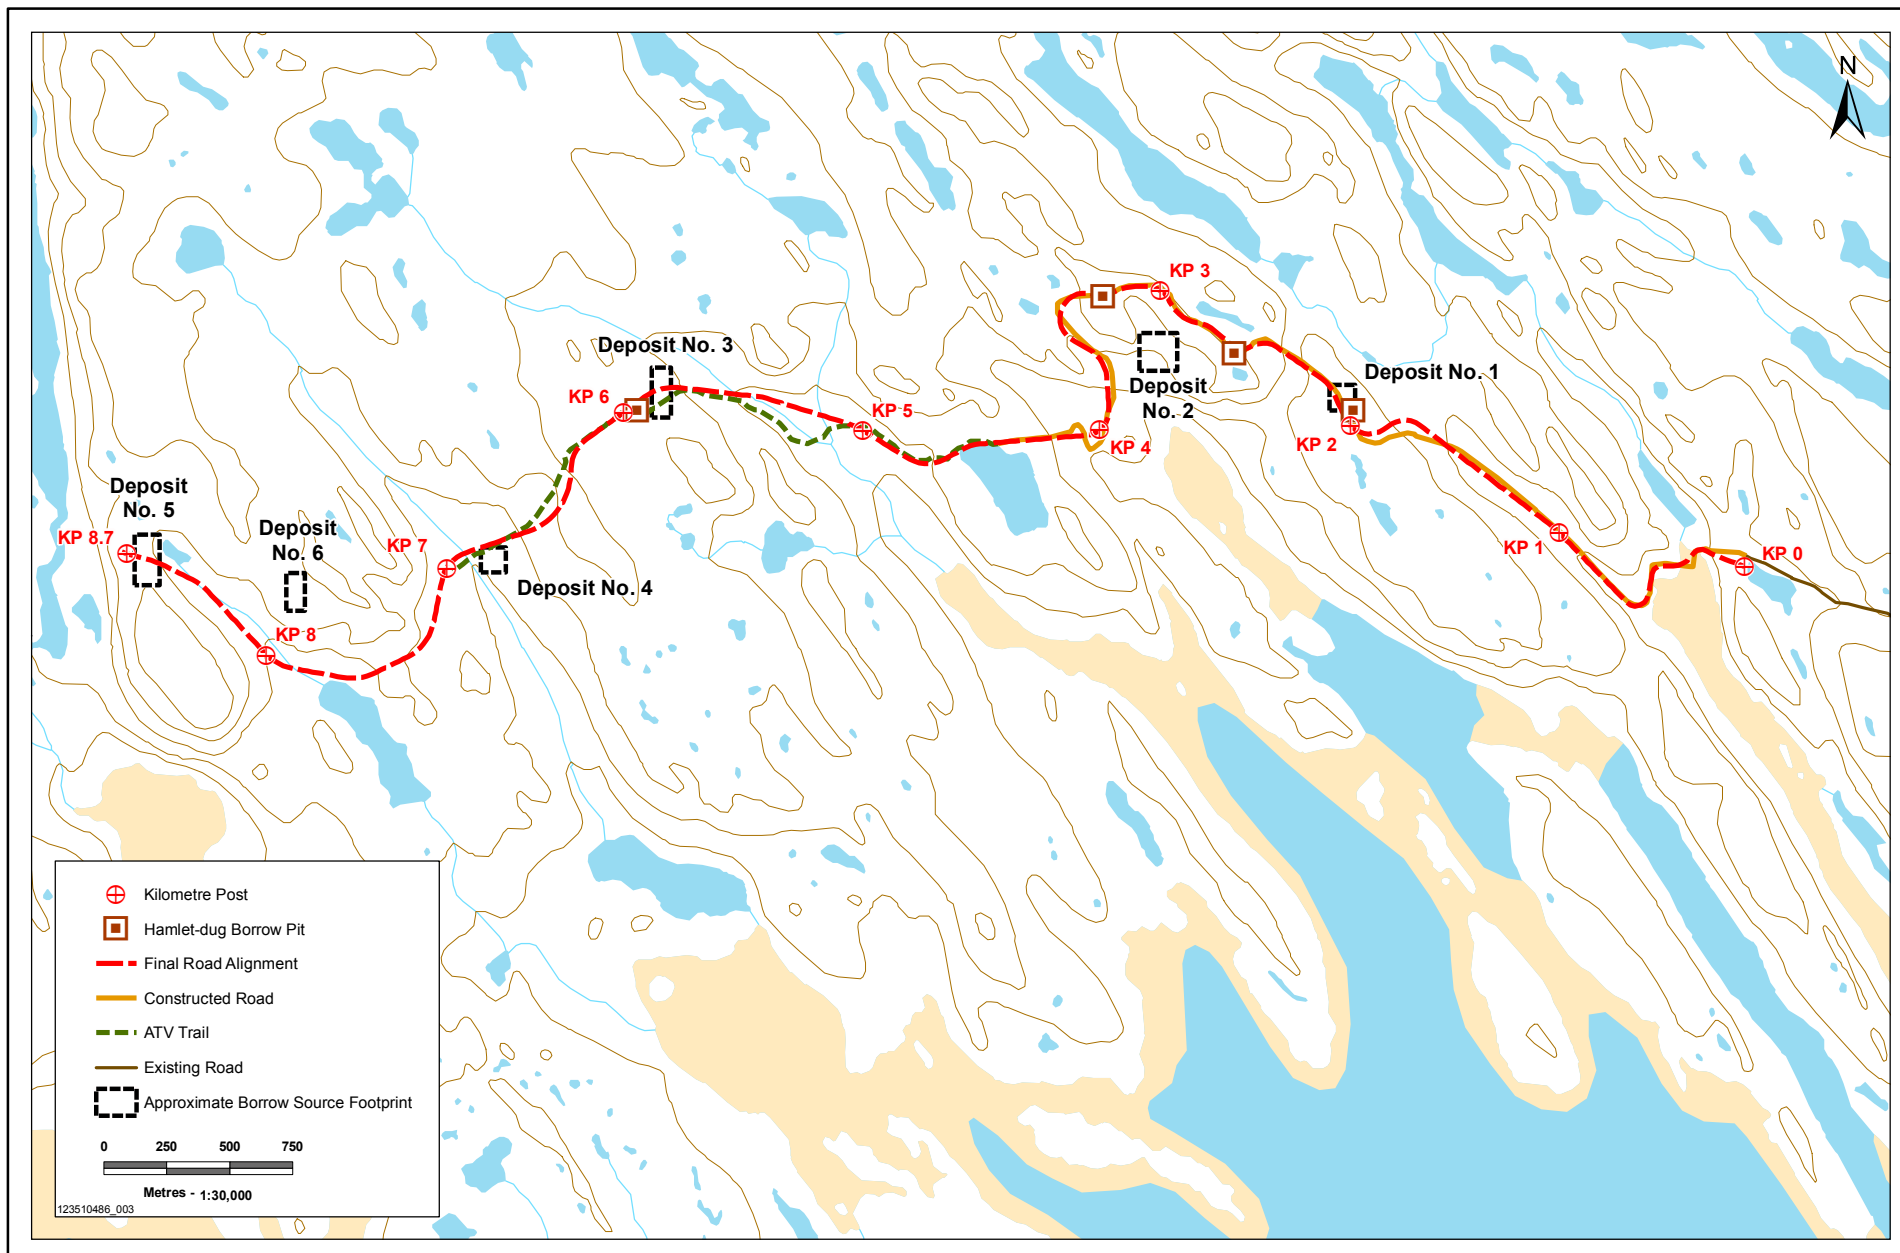 N
KP 3
Deposit No. 3
Deposit No. 1
Deposit
No. 2
KP 6
KP 5
KP 4
KP 2
Deposit
No. 5
Deposit
No. 6
KP 8.7
KP 7
KP 1
KP 0
Deposit No. 4
KP 8
Kilometre Post
Hamlet-dug Borrow Pit
Final Road Alignment
Constructed Road
ATV Trail
Existing Road
Approximate Borrow Source Footprint
0 250 500 750
Metres - 1:30,000
123510486_003